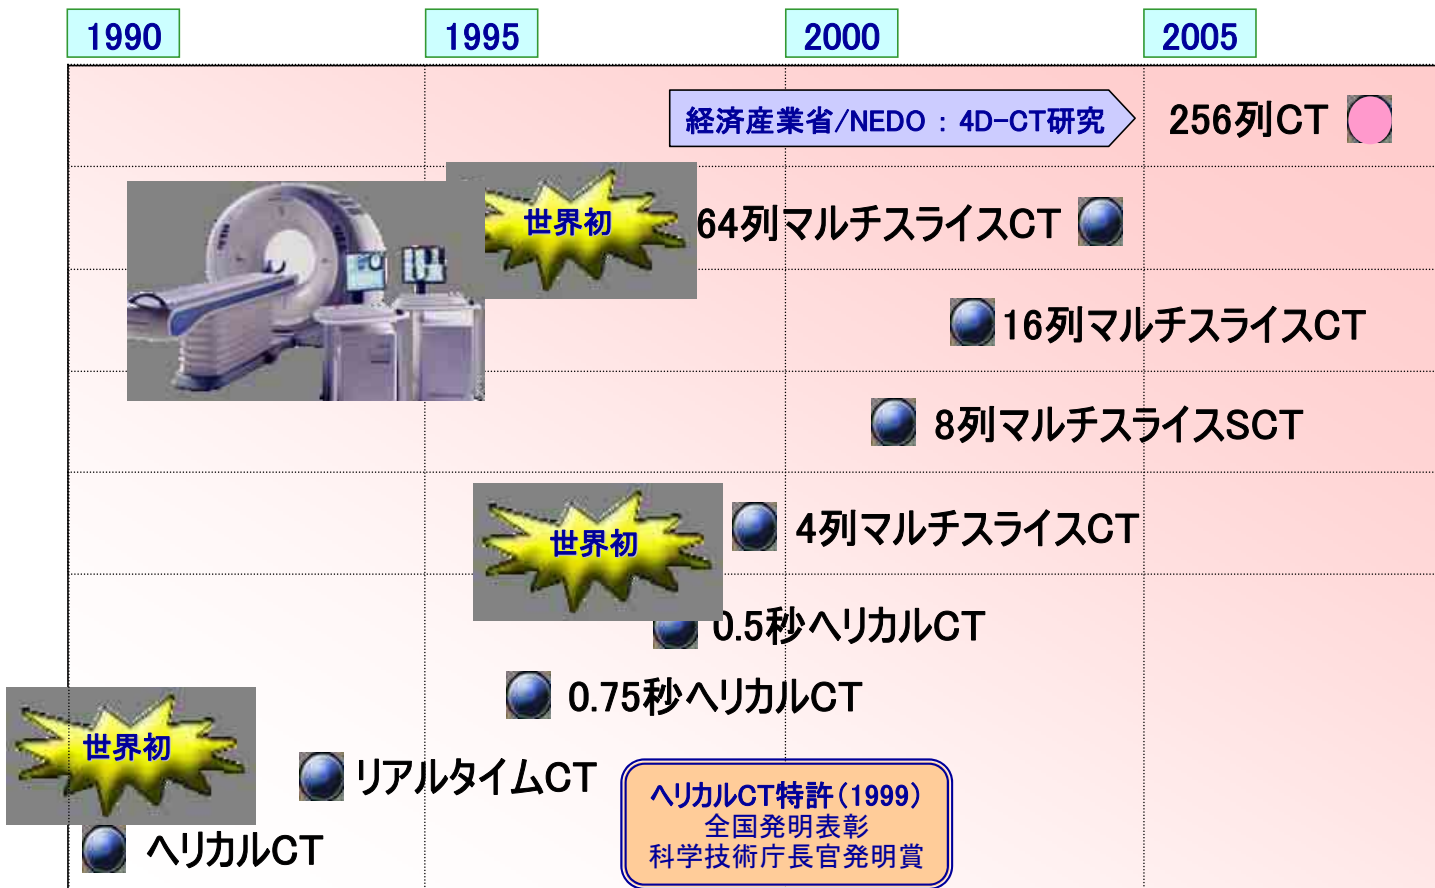 1990
1995
2000
2005
経済産業省/NEDO : 4D-CT研究
256列CT
世界初
64列マルチスライスCT
16列マルチスライスCT
8列マルチスライスSCT
世界初
4列マルチスライスCT
0.5秒ヘリカルCT
0.75秒ヘリカルCT
世界初
リアルタイムCT
ヘリカルCT特許(1999)
全国発明表彰
科学技術庁長官発明賞
ヘリカルCT